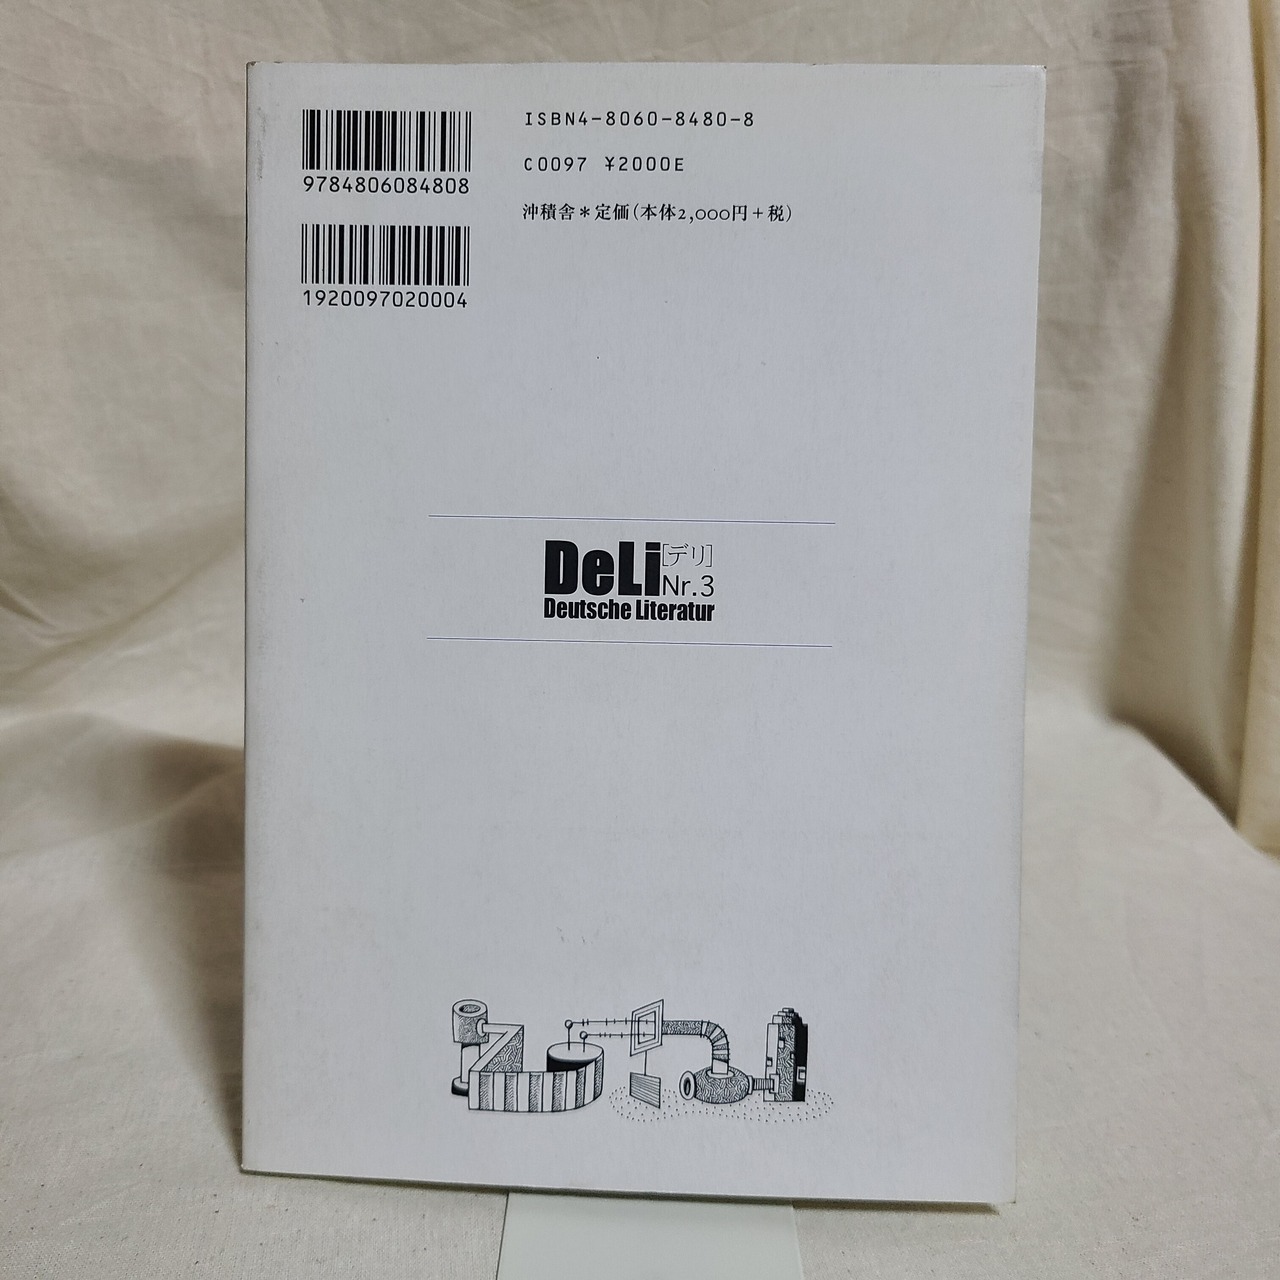 9784806084808
1920097020004
ISBN4-8060-8480-8
C0097 ¥2000E
沖積舎*定価(本体2,000円+税)
DeLi[デリ]
Nr.3
Deutsche Literatur